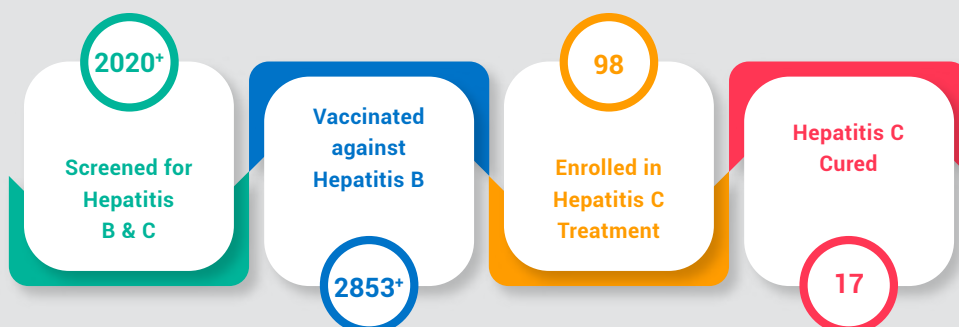 2020+
Screened for
Hepatitis
B & C
Vaccinated
against
Hepatitis B
2853+
98
Enrolled in
Hepatitis C
Treatment
Hepatitis C
Cured
17